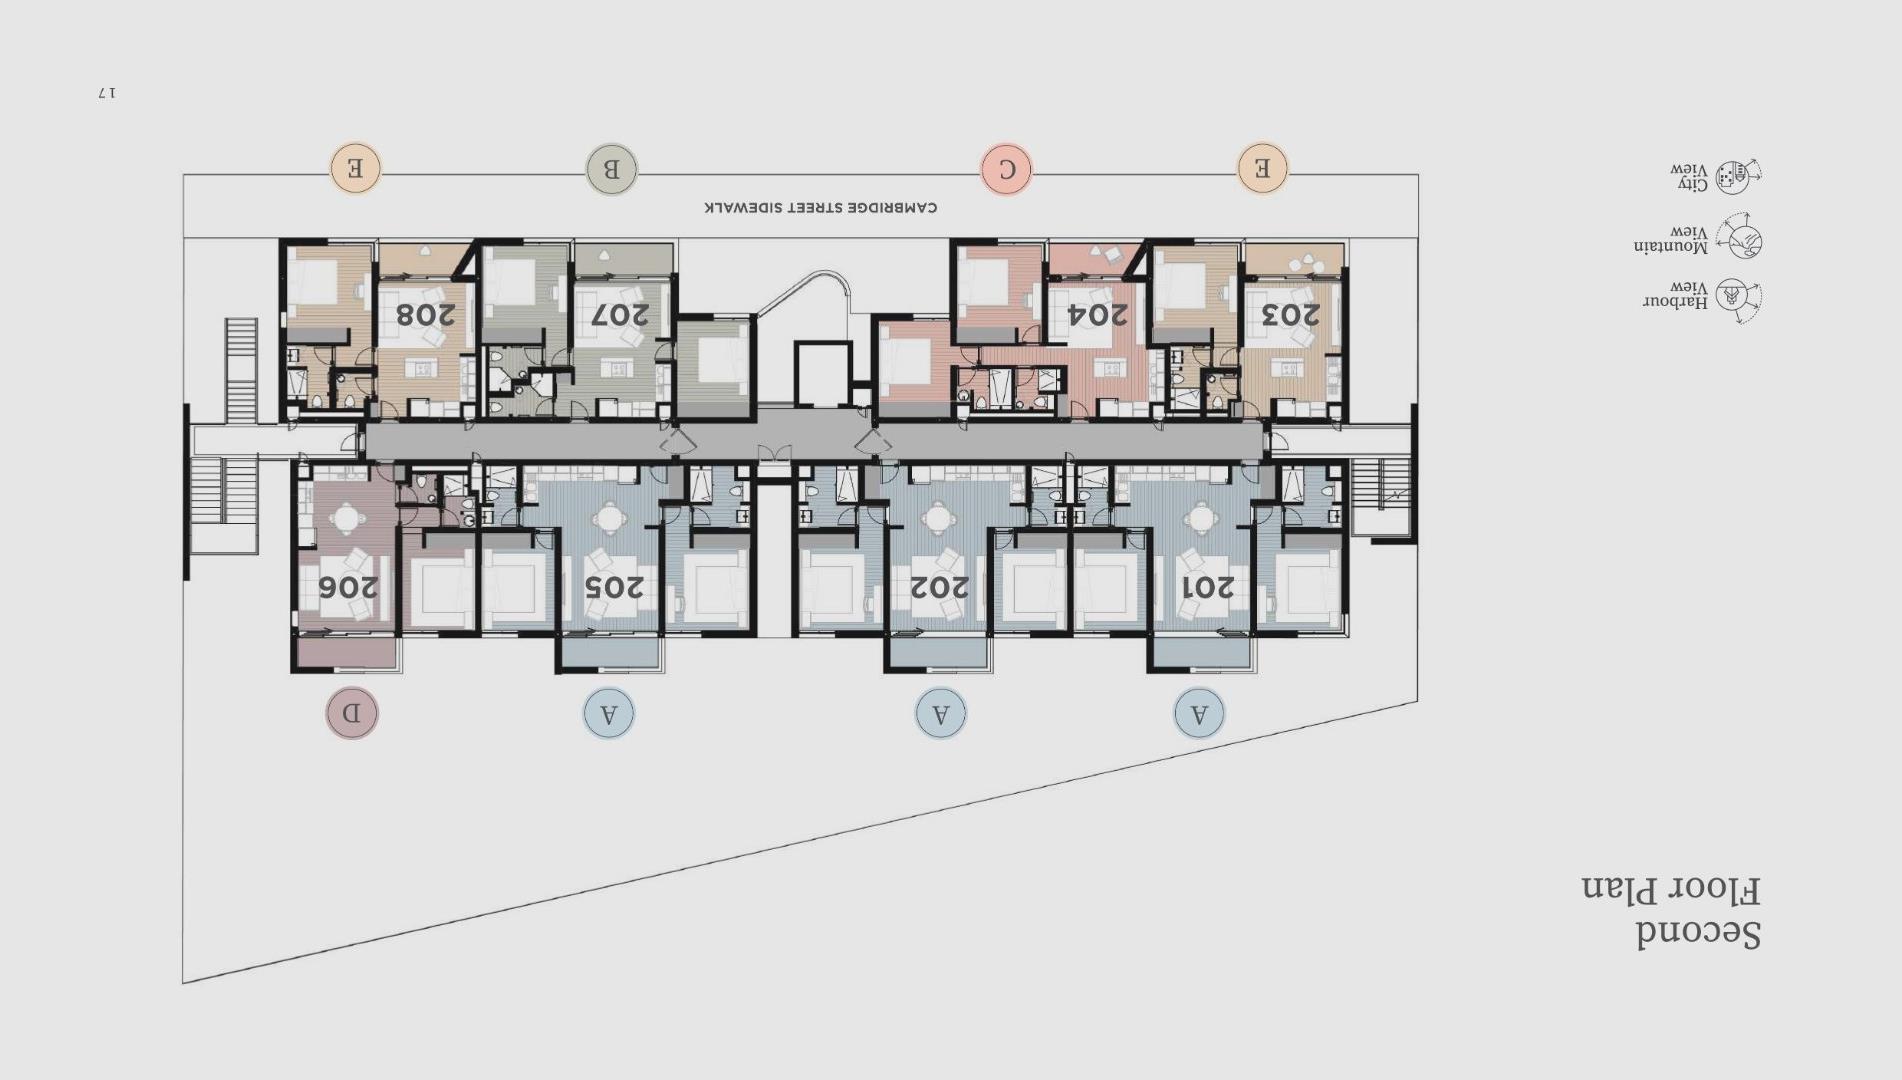 Second
Floor Plan
A
A
A
D
201
202
205
206
203
204
207
208
CAMBRIDGE STREET SIDEWALK
E
C
B
E
Harbour
View
Mountain
View
City
View
17